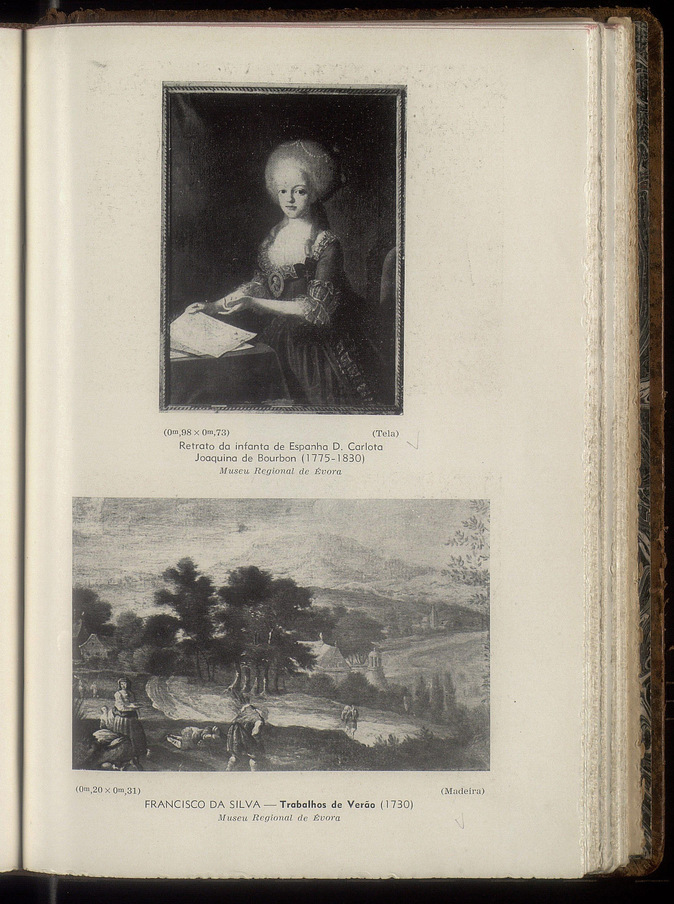 (0m,98 × 0m,73) (Tela)
Retrato da infanta de Espanha D. Carlota
Joaquina de Bourbon (1775-1830)
Museu Regional de Évora
(0m,20 × 0m,31) (Madeira)
FRANCISCO DA SILVA — Trabalhos de Verão (1730)
Museu Regional de Évora